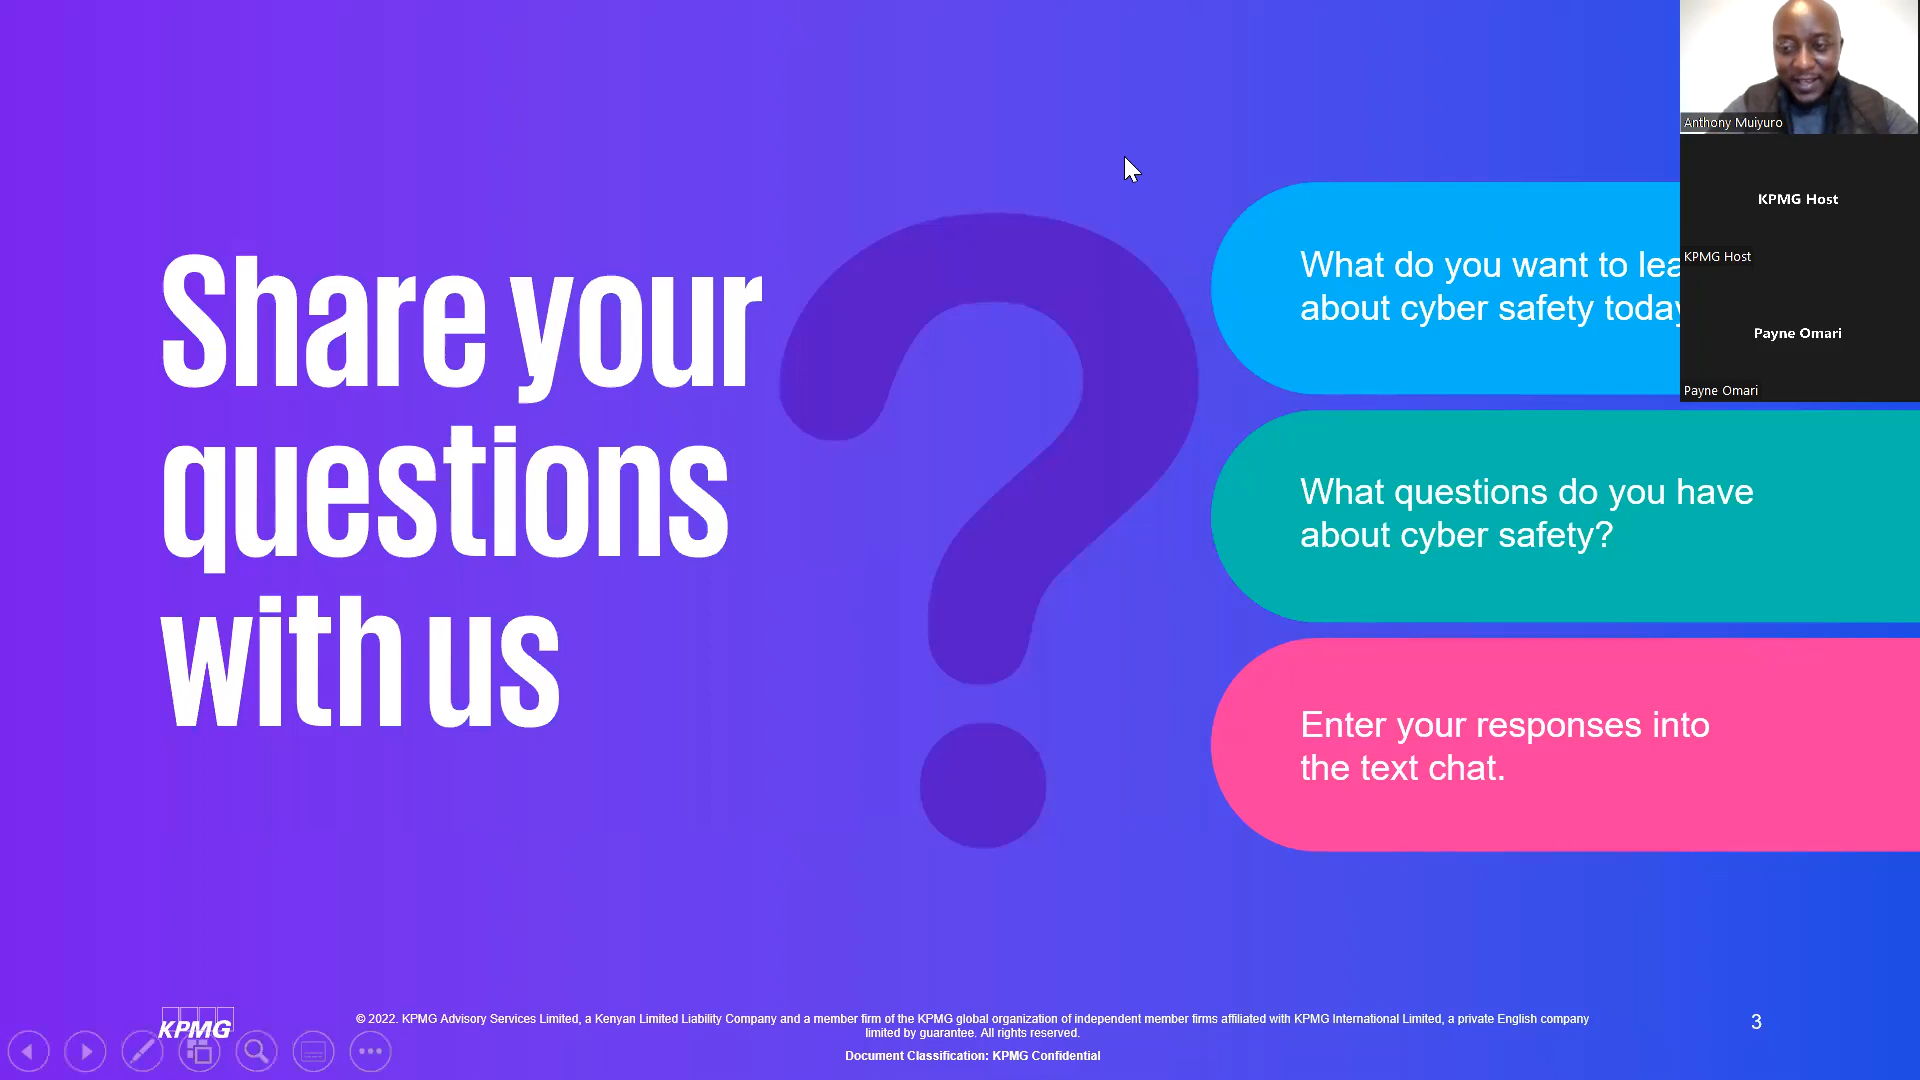 Share your
questions
with us
What do you want to lea
about cyber safety today
What questions do you have
about cyber safety?
Enter your responses into
the text chat.
Anthony Muiyuro
KPMG Host
KPMG Host
Payne Omari
Payne Omari
KPMG
© 2022. KPMG Advisory Services Limited, a Kenyan Limited Liability Company and a member firm of the KPMG global organization of independent member firms affiliated with KPMG International Limited, a private English company
limited by guarantee. All rights reserved.
Document Classification: KPMG Confidential
3